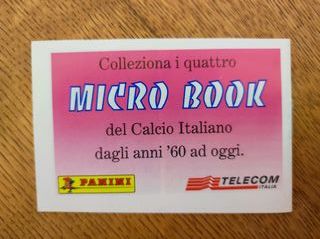 Colleziona i quattro
MICRO BOOK
del Calcio Italiano
dagli anni '60 ad oggi.
PANINI
TELECOM
ITALIA